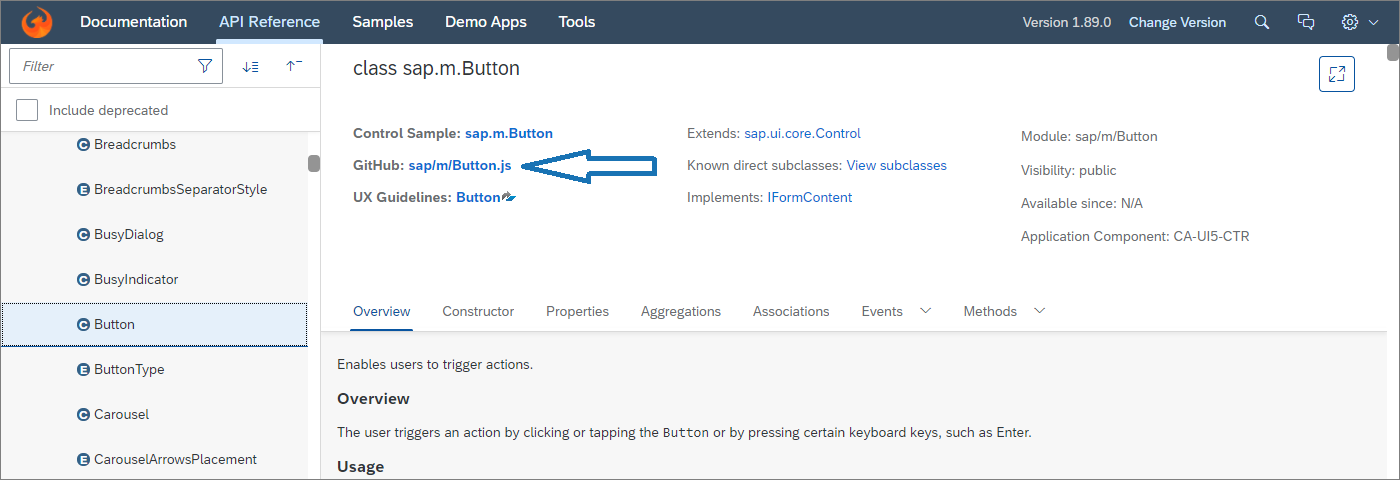 Documentation API Reference Samples Demo Apps Tools Version 1.89.0 Change Version
Filter
Include deprecated
C Breadcrumbs
E BreadcrumbsSeparatorStyle
C BusyDialog
C BusyIndicator
C Button
E ButtonType
C Carousel
E CarouselArrowsPlacement
class sap.m.Button
Control Sample: sap.m.Button
GitHub: sap/m/Button.js
UX Guidelines: Button
Extends: sap.ui.core.Control
Known direct subclasses: View subclasses
Implements: IFormContent
Module: sap/m/Button
Visibility: public
Available since: N/A
Application Component: CA-UI5-CTR
Overview Constructor Properties Aggregations Associations Events Methods
Enables users to trigger actions.
Overview
The user triggers an action by clicking or tapping the Button or by pressing certain keyboard keys, such as Enter.
Usage